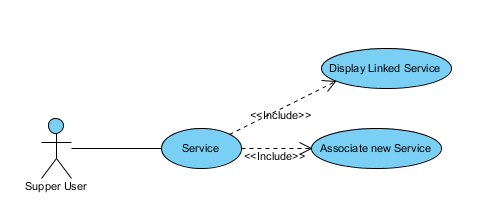 Display Linked Service
<<Include>>
Service
<<Include>>
Associate new Service
Supper User